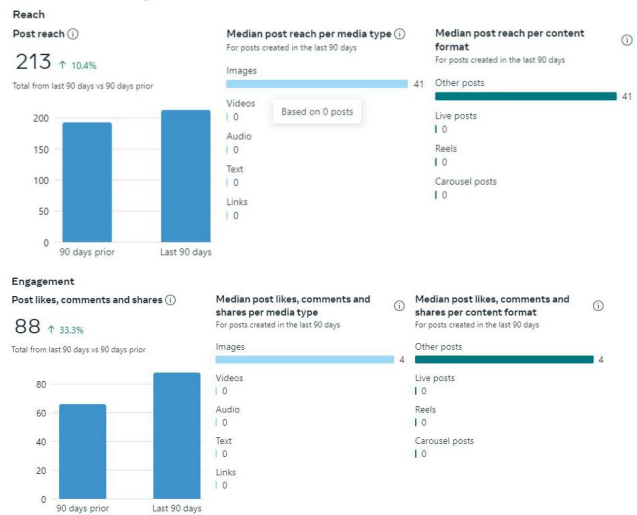 Reach
Post reach
213 ↑ 10.4%
Total from last 90 days vs 90 days prior
200
150
100
50
0
90 days prior
Last 90 days
Median post reach per media type
For posts created in the last 90 days
Images
41
Videos
0
Based on 0 posts
Audio
0
Text
0
Links
0
Median post reach per content
format
For posts created in the last 90 days
Other posts
41
Live posts
0
Reels
0
Carousel posts
0
Engagement
Post likes, comments and shares
88 ↑ 33.3%
Total from last 90 days vs 90 days prior
80
60
40
20
0
90 days prior
Last 90 days
Median post likes, comments and
shares per media type
For posts created in the last 90 days
Images
4
Videos
0
Audio
0
Text
0
Links
0
Median post likes, comments and
shares per content format
For posts created in the last 90 days
Other posts
4
Live posts
0
Reels
0
Carousel posts
0